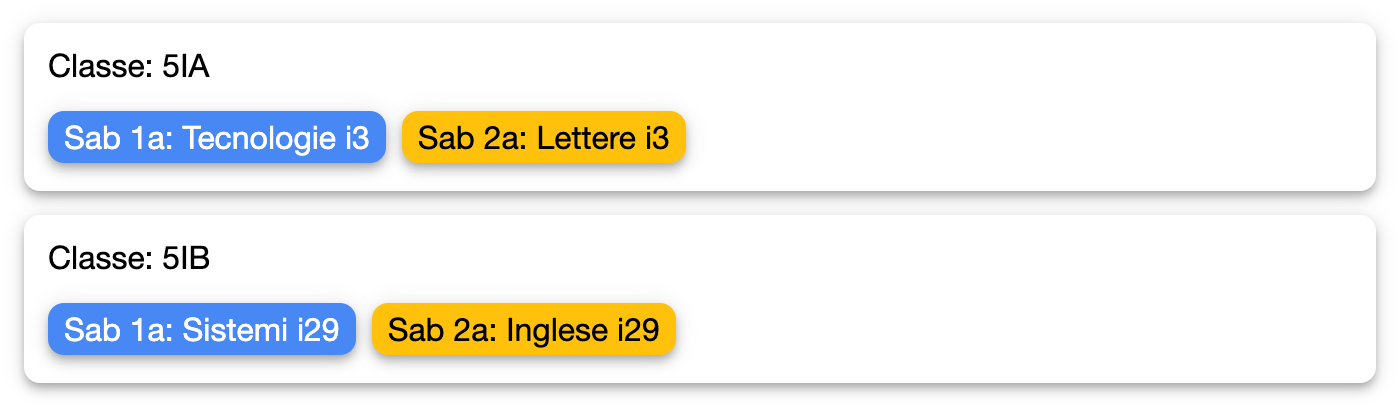 Classe: 5IA
Sab 1a: Tecnologie i3 Sab 2a: Lettere i3
Classe: 5IB
Sab 1a: Sistemi i29 Sab 2a: Inglese i29